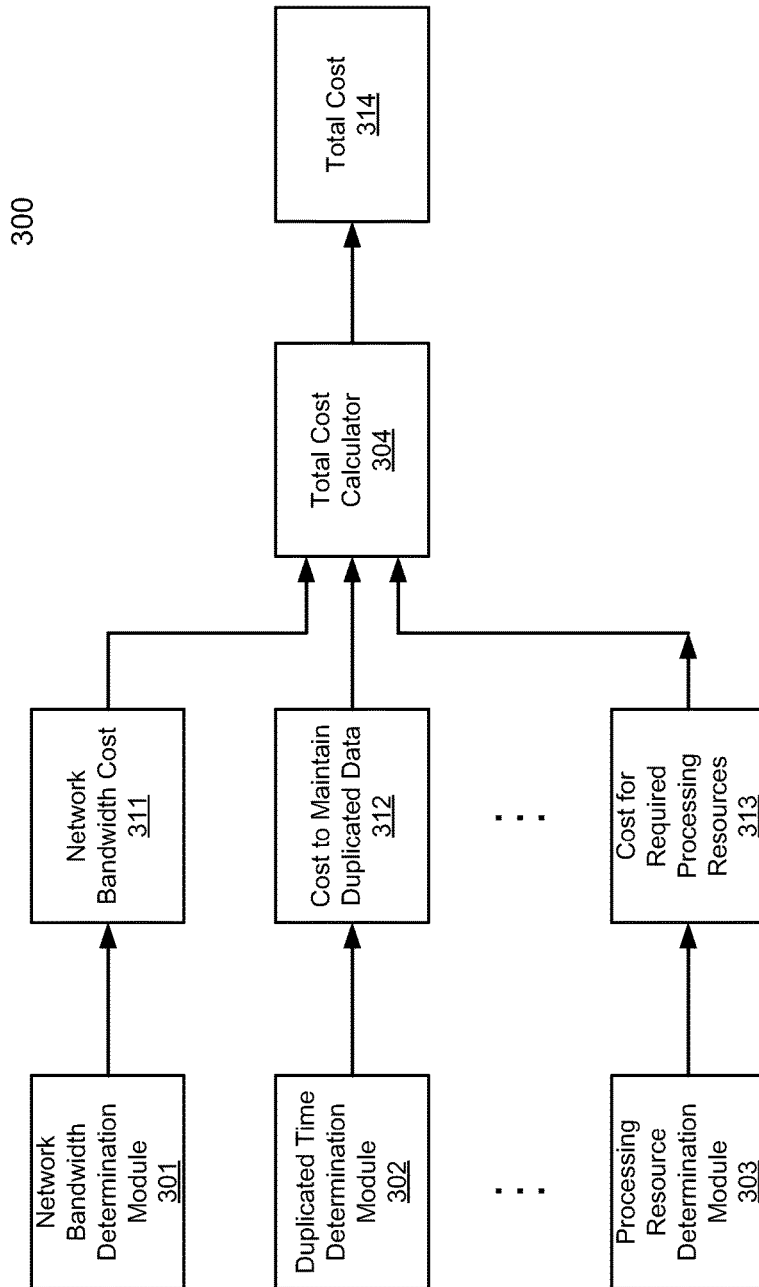 300
Network
Bandwidth
Determination
Module
301
Network
Bandwidth Cost
311
Duplicated Time
Determination
Module
302
Cost to Maintain
Duplicated Data
312
Total Cost
Calculator
304
Total Cost
314
. . .
. . .
Processing
Resource
Determination
Module
303
Cost for
Required
Processing
Resources
313